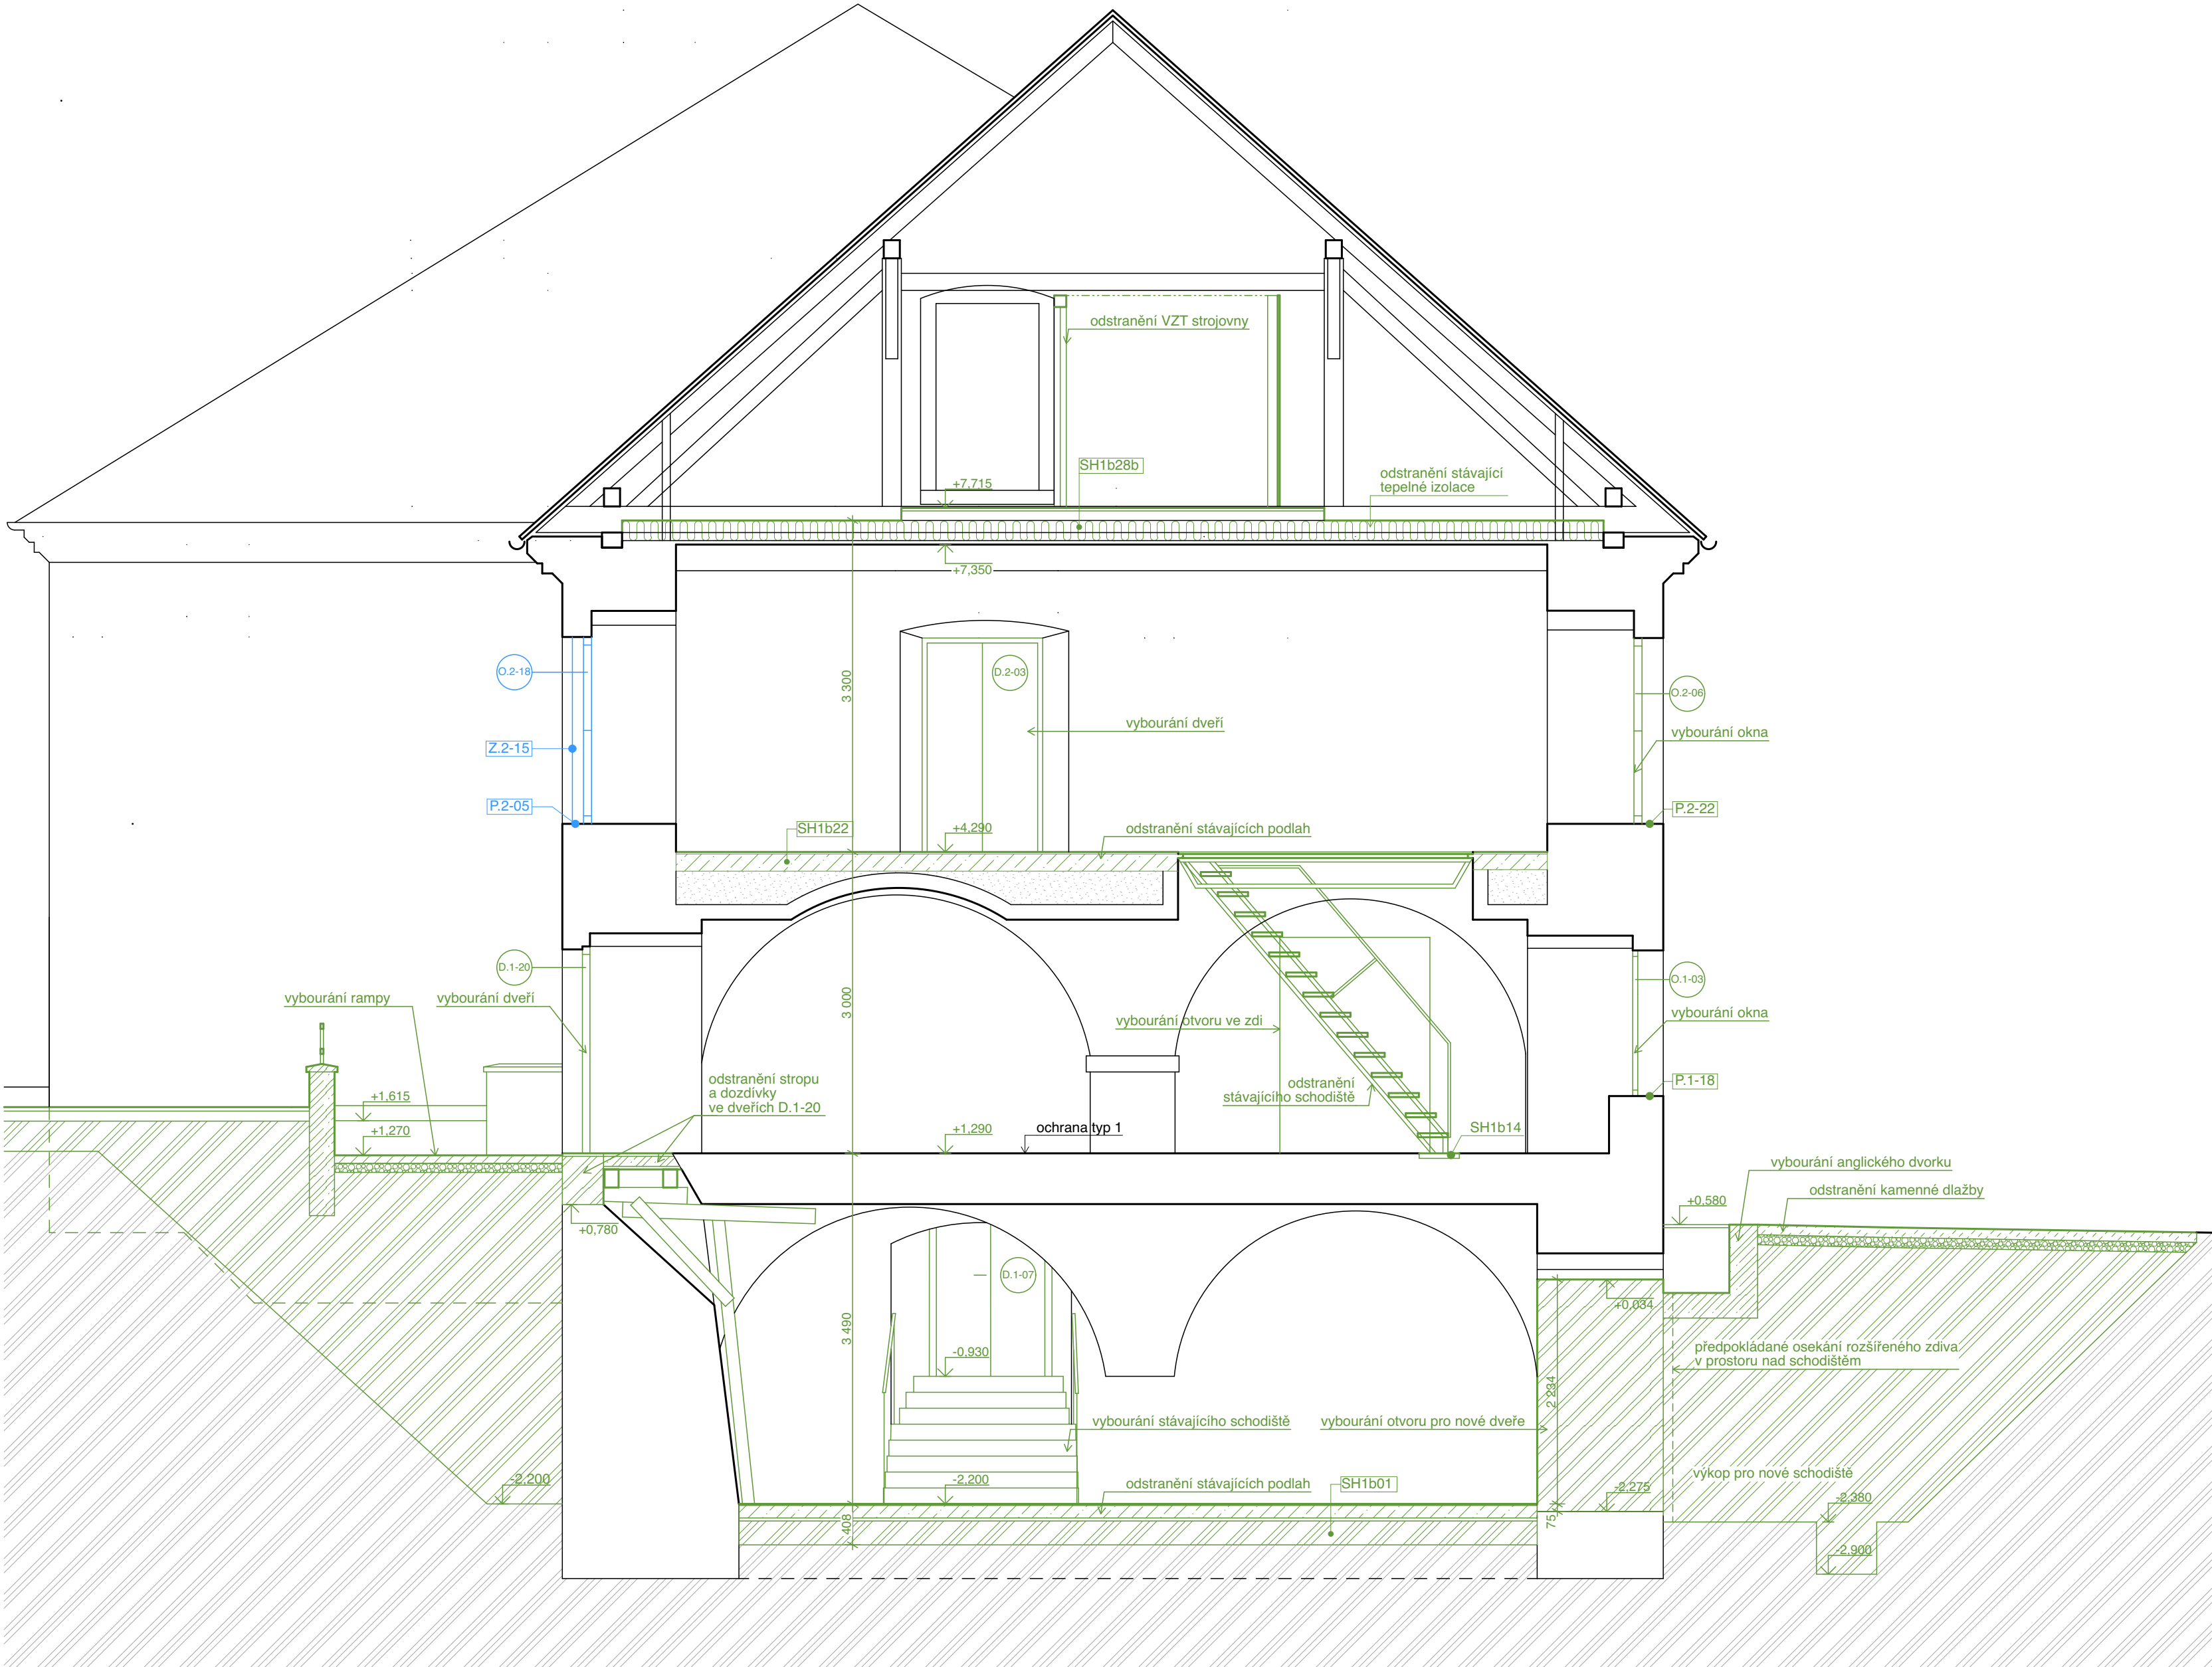 odstranění VZT strojovny
SH1b28b
odstranění stávající
tepelné izolace
+7,715
+7,350
O.2-18
D.2-03
O.2-06
3 300
vybourání dveří
vybourání okna
Z.2-15
P.2-05
P.2-22
SH1b22
+4,290
odstranění stávajících podlah
D.1-20
O.1-03
vybourání rampy
vybourání dveří
3 000
vybourání otvoru ve zdi
vybourání okna
odstranění stropu
a dozdívky
ve dveřích D.1-20
odstranění
stávajícího schodiště
P.1-18
+1,615
+1,270
+1,290
ochrana typ 1
SH1b14
vybourání anglického dvorku
odstranění kamenné dlažby
+0,580
+0,780
D.1-07
+0,034
3 490
-0,930
předpokládané osekání rozšířeného zdiva
v prostoru nad schodištěm
2 234
vybourání stávajícího schodiště
vybourání otvoru pro nové dveře
výkop pro nové schodiště
-2,200
-2,200
odstranění stávajících podlah
SH1b01
-2,275
-2,380
408
75
-2,900